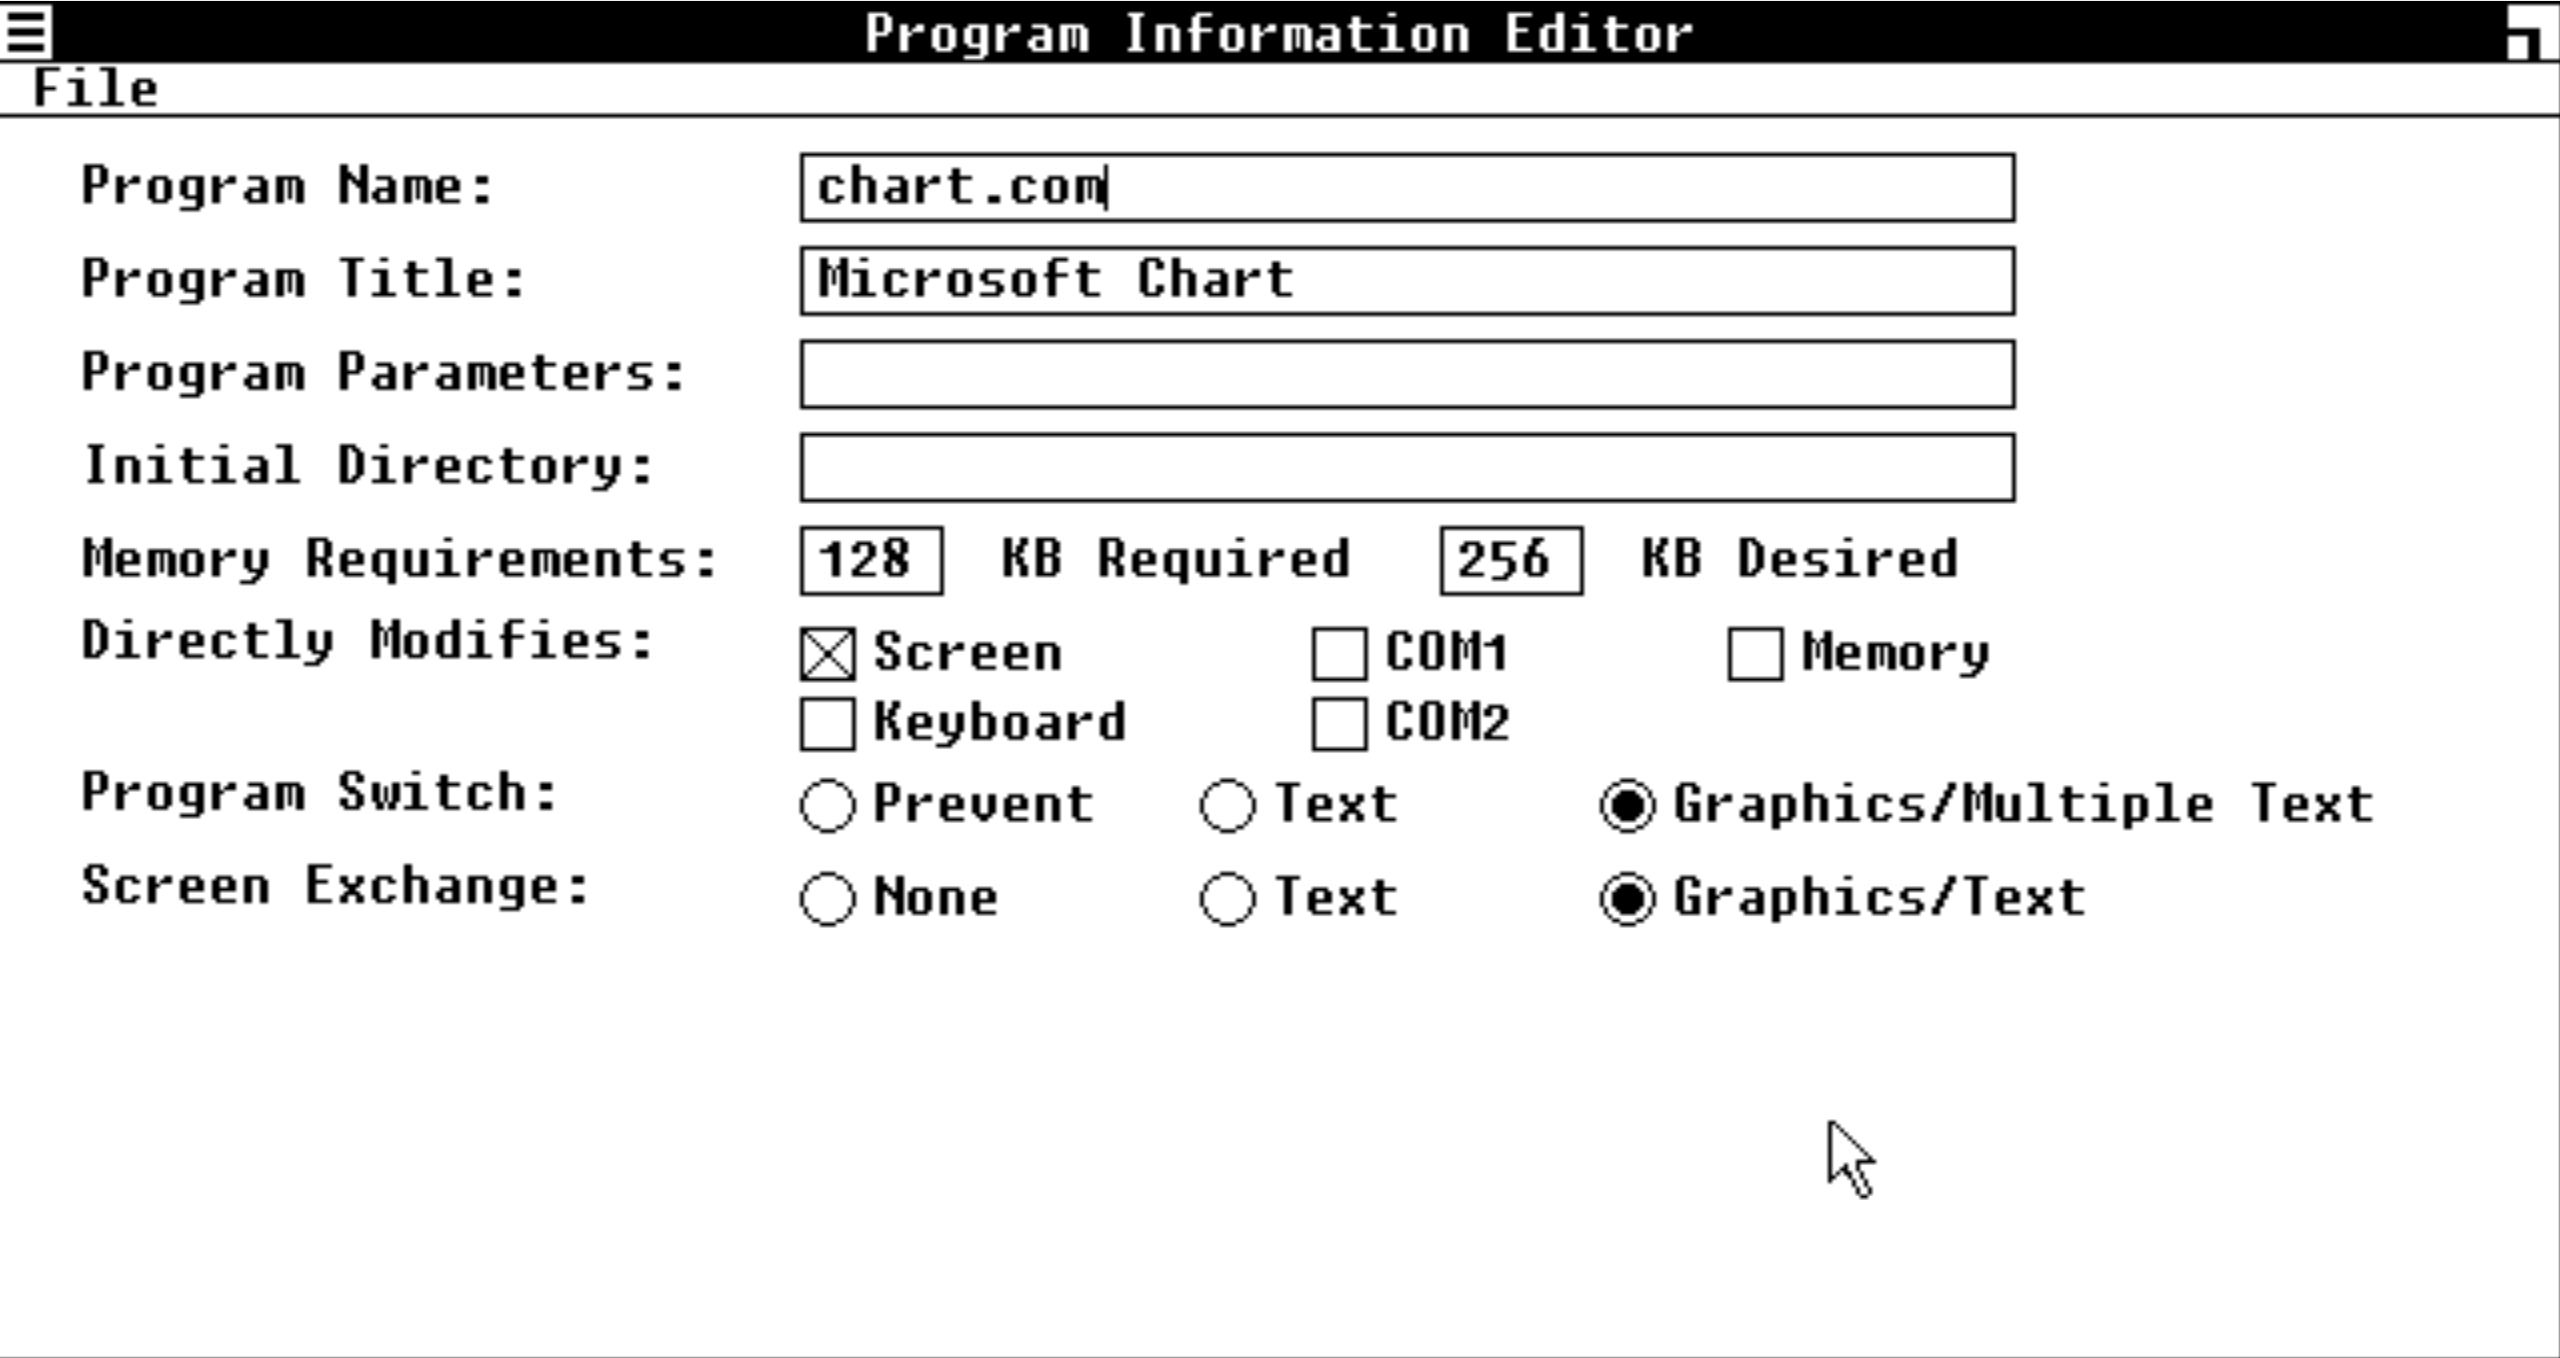 Program Information Editor
File
Program Name: chart.com
Program Title: Microsoft Chart
Program Parameters:
Initial Directory:
Memory Requirements: 128 KB Required 256 KB Desired
Directly Modifies: Screen COM1 Memory
Keyboard COM2
Program Switch: Prevent Text Graphics/Multiple Text
Screen Exchange: None Text Graphics/Text